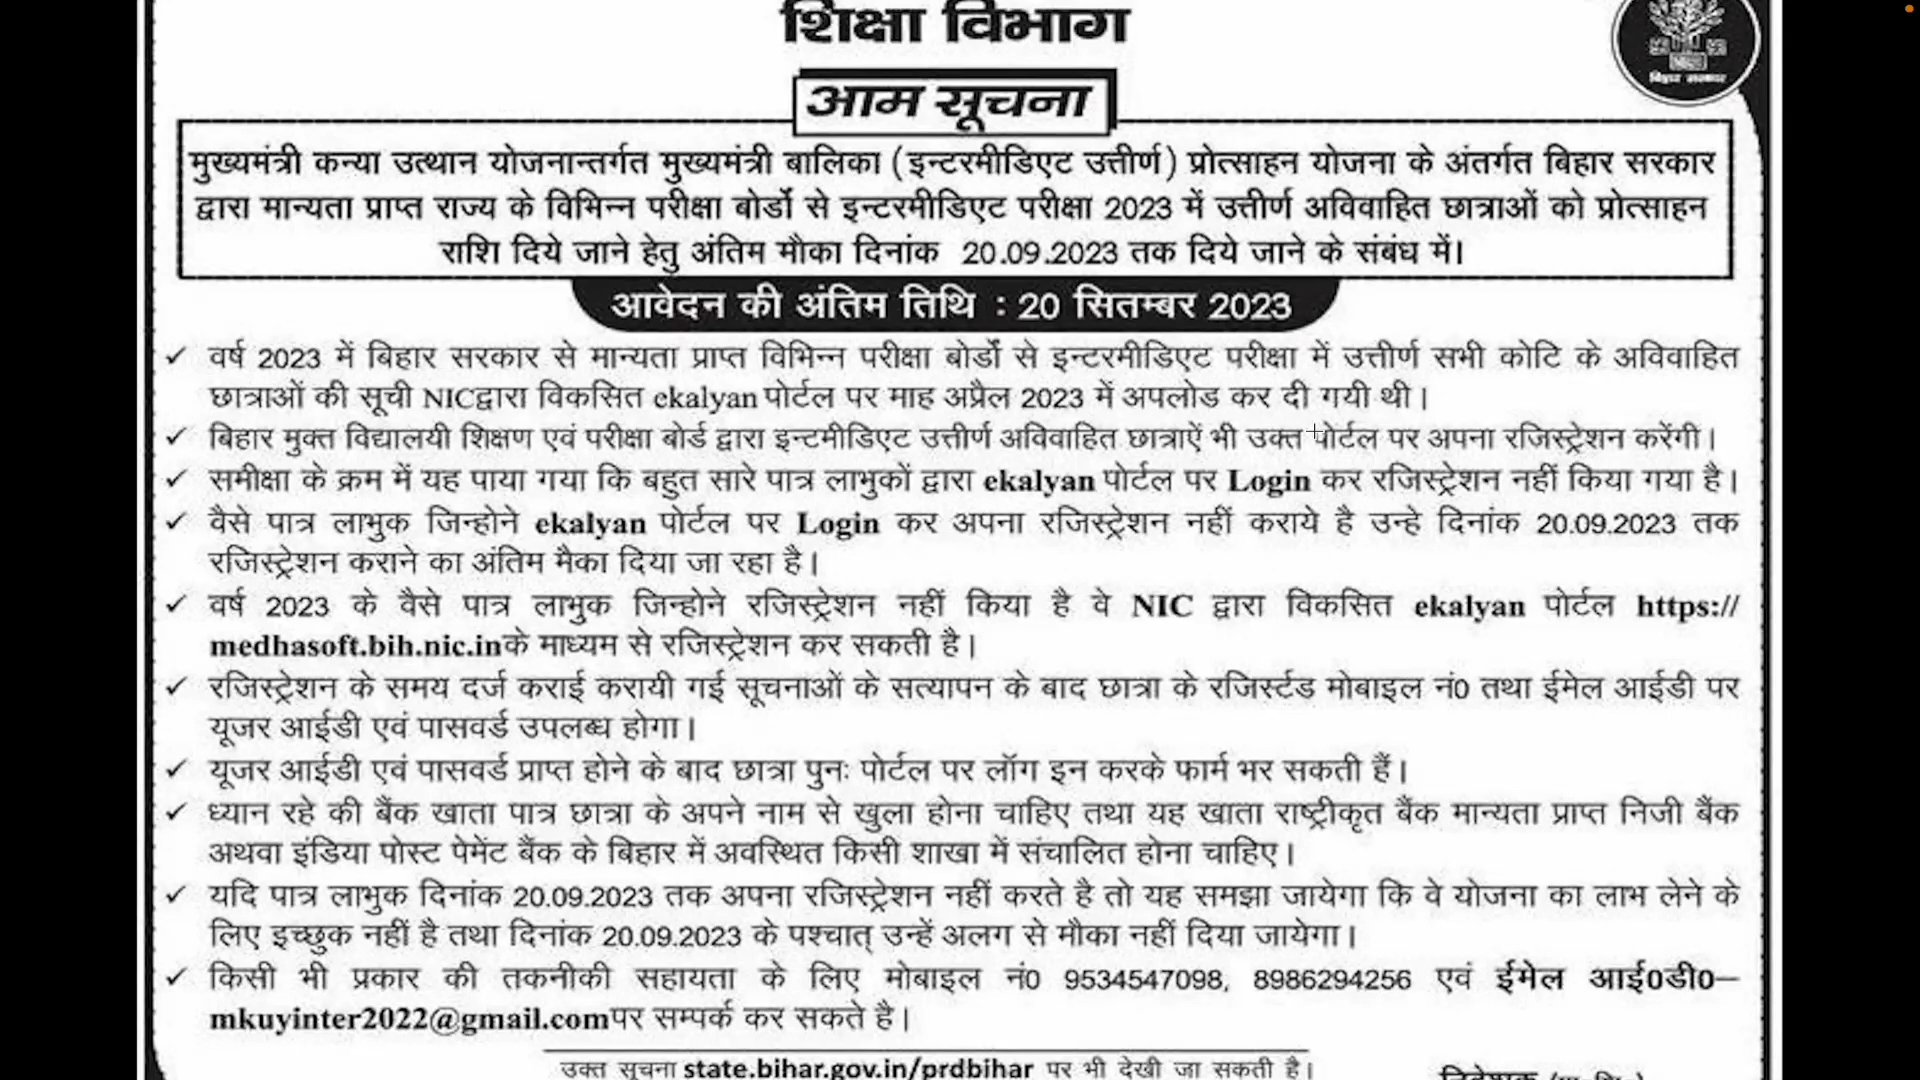 शिक्षा विभाग
बिहार सरकार
आम सूचना
मुख्यमंत्री कन्या उत्थान योजनान्तर्गत मुख्यमंत्री बालिका (इन्टरमीडिएट उत्तीर्ण) प्रोत्साहन योजना के अंतर्गत बिहार सरकार
द्वारा मान्यता प्राप्त राज्य के विभिन्न परीक्षा बोर्डो से इन्टरमीडिएट परीक्षा 2023 में उत्तीर्ण अविवाहित छात्राओं को प्रोत्साहन
राशि दिये जाने हेतु अंतिम मौका दिनांक 20.09.2023 तक दिये जाने के संबंध में।
आवेदन की अंतिम तिथि : 20 सितम्बर 2023
✓ वर्ष 2023 में बिहार सरकार से मान्यता प्राप्त विभिन्न परीक्षा बोर्डो से इन्टरमीडिएट परीक्षा में उत्तीर्ण सभी कोटि के अविवाहित
छात्राओं की सूची NICद्वारा विकसित ekalyan पोर्टल पर माह अप्रैल 2023 में अपलोड कर दी गयी थी।
✓ बिहार मुक्त विद्यालयी शिक्षण एवं परीक्षा बोर्ड द्वारा इन्टमीडिएट उत्तीर्ण अविवाहित छात्राऐं भी उक्त पोर्टल पर अपना रजिस्ट्रेशन करेंगी।
✓ समीक्षा के क्रम में यह पाया गया कि बहुत सारे पात्र लाभुकों द्वारा ekalyan पोर्टल पर Login कर रजिस्ट्रेशन नहीं किया गया है।
✓ वैसे पात्र लाभुक जिन्होने ekalyan पोर्टल पर Login कर अपना रजिस्ट्रेशन नहीं कराये है उन्हे दिनांक 20.09.2023 तक
रजिस्ट्रेशन कराने का अंतिम मैका दिया जा रहा है।
✓ वर्ष 2023 के वैसे पात्र लाभुक जिन्होने रजिस्ट्रेशन नहीं किया है वे NIC द्वारा विकसित ekalyan पोर्टल https://
medhasoft.bih.nic.inके माध्यम से रजिस्ट्रेशन कर सकती है।
✓ रजिस्ट्रेशन के समय दर्ज कराई करायी गई सूचनाओं के सत्यापन के बाद छात्रा के रजिर्स्टड मोबाइल नं0 तथा ईमेल आईडी पर
यूजर आईडी एवं पासवर्ड उपलब्ध होगा।
✓ यूजर आईडी एवं पासवर्ड प्राप्त होने के बाद छात्रा पुनः पोर्टल पर लॉग इन करके फार्म भर सकती हैं।
✓ ध्यान रहे की बैंक खाता पात्र छात्रा के अपने नाम से खुला होना चाहिए तथा यह खाता राष्ट्रीकृत बैंक मान्यता प्राप्त निजी बैंक
अथवा इंडिया पोस्ट पेमेंट बैंक के बिहार में अवस्थित किसी शाखा में संचालित होना चाहिए।
✓ यदि पात्र लाभुक दिनांक 20.09.2023 तक अपना रजिस्ट्रेशन नहीं करते है तो यह समझा जायेगा कि वे योजना का लाभ लेने के
लिए इच्छुक नहीं है तथा दिनांक 20.09.2023 के पश्चात् उन्हें अलग से मौका नहीं दिया जायेगा।
✓ किसी भी प्रकार की तकनीकी सहायता के लिए मोबाइल नं0 9534547098, 8986294256 एवं ईमेल आई0डी0–
mkuyinter2022@gmail.comपर सम्पर्क कर सकते है।
उक्त सूचना state.bihar.gov.in/prdbihar पर भी देखी जा सकती है।